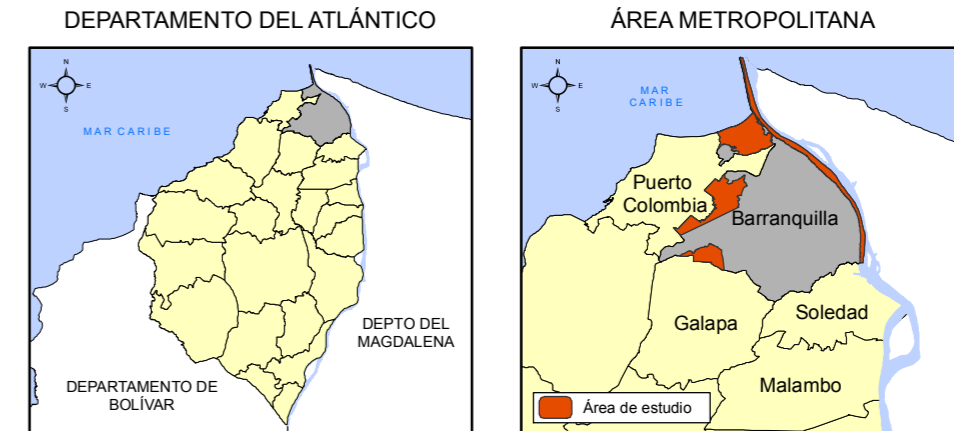 DEPARTAMENTO DEL ATLÁNTICO
N
W
E
S
MAR CARIBE
DEPTO DEL
MAGDALENA
DEPARTAMENTO DE
BOLÍVAR
ÁREA METROPOLITANA
N
W
E
S
MAR
CARIBE
Puerto
Colombia
Barranquilla
Galapa
Soledad
Malambo
Área de estudio